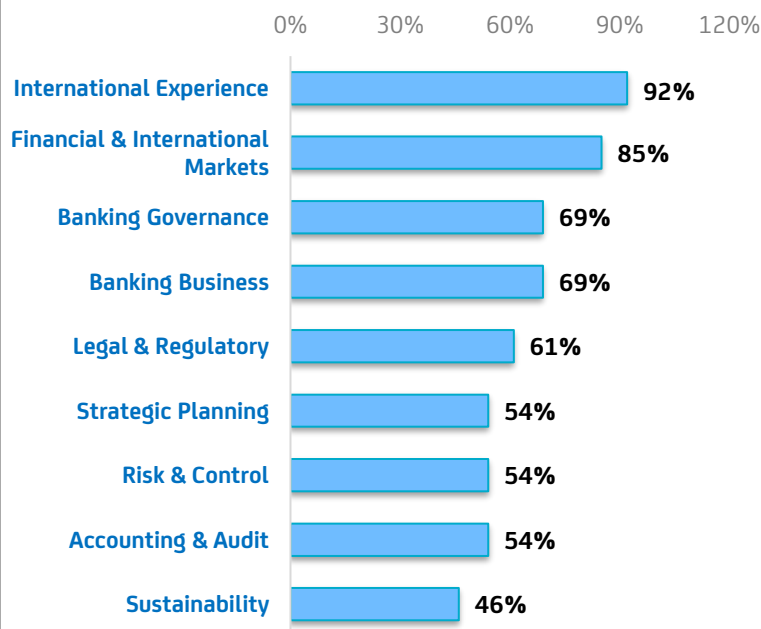 0% 30% 60% 90% 120%
International Experience 92%
Financial & International
Markets 85%
Banking Governance 69%
Banking Business 69%
Legal & Regulatory 61%
Strategic Planning 54%
Risk & Control 54%
Accounting & Audit 54%
Sustainability 46%